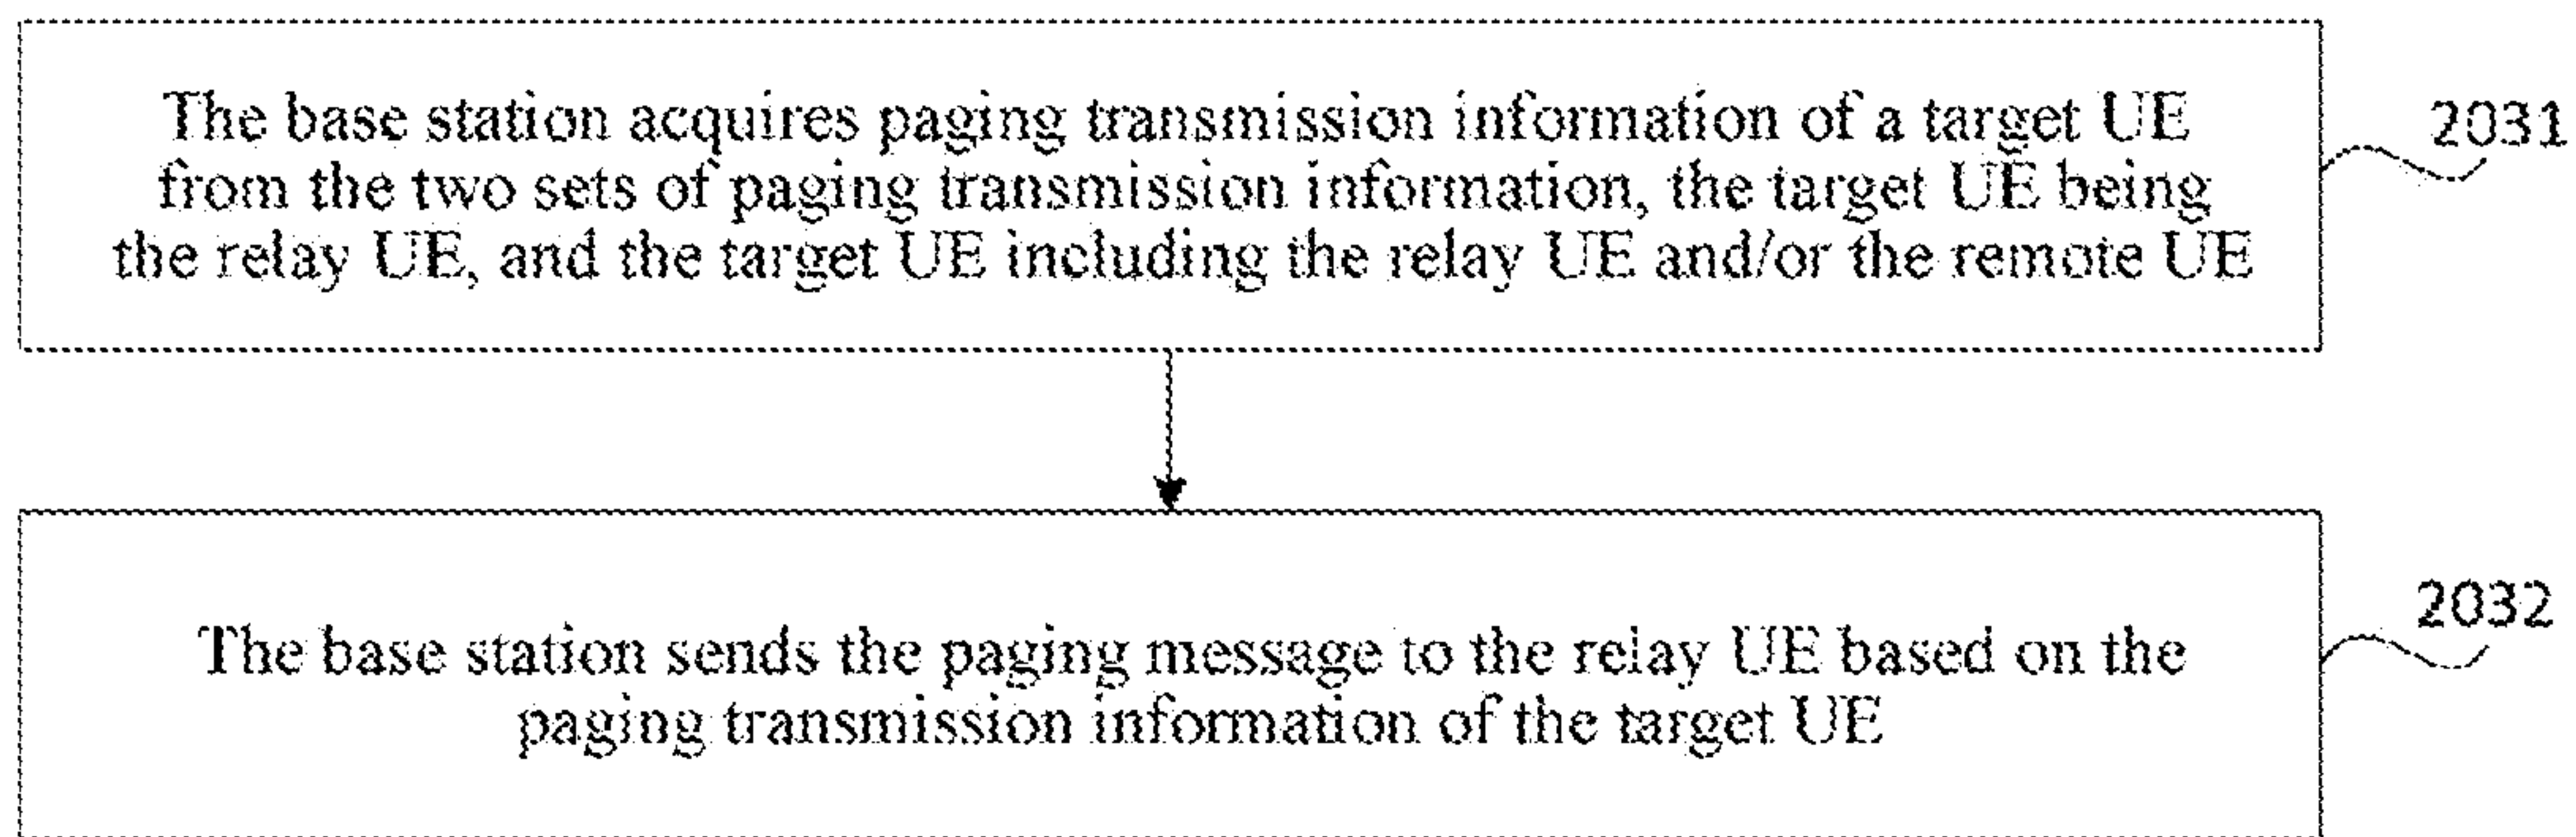 The base station acquires paging transmission information of a target UE
from the two sets of paging transmission information, the target UE being
the relay UE, and the target UE including the relay UE and/or the remote UE
2031
The base station sends the paging message to the relay UE based on the
paging transmission information of the target UE
2032